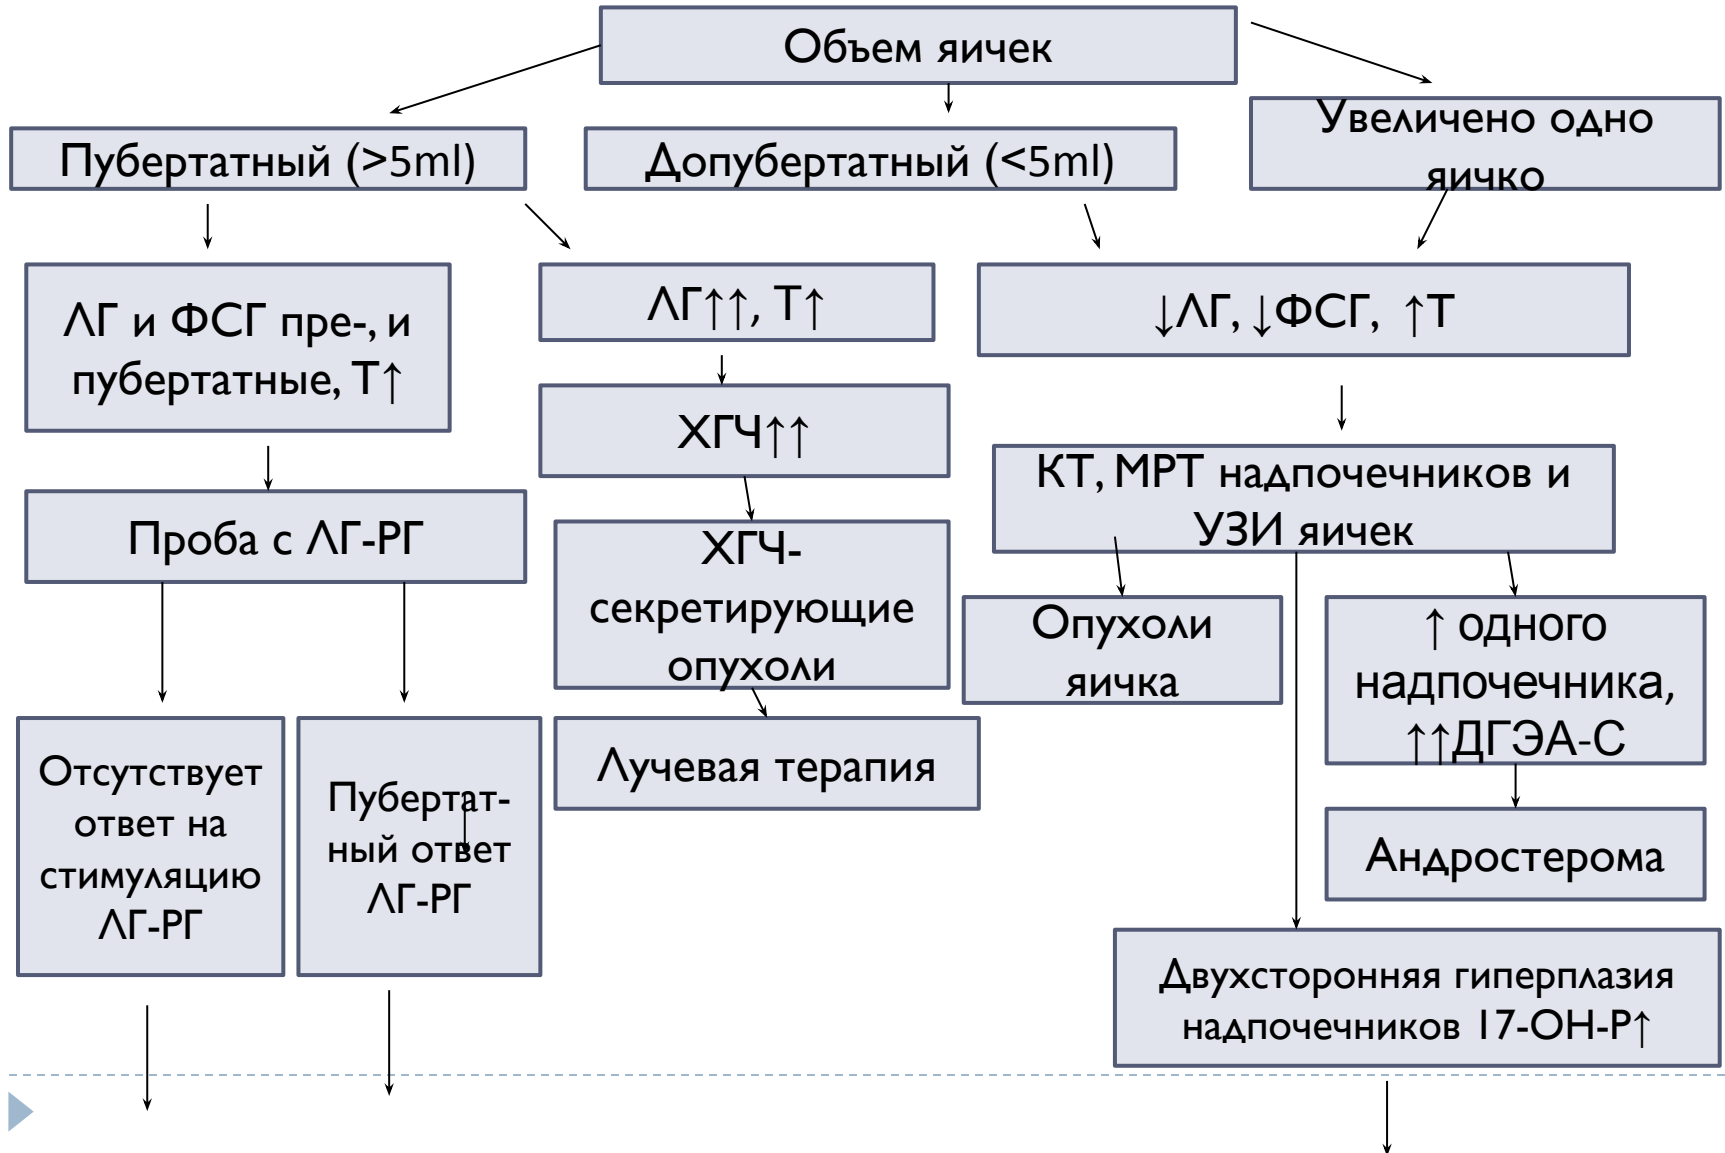 Объем яичек
Пубертатный (>5ml)
Допубертатный (<5ml)
Увеличено одно
яичко
ЛГ и ФСГ пре-, и
пубертатные, Т↑
ЛГ↑↑, Т↑
↓ЛГ, ↓ФСГ, ↑Т
ХГЧ↑↑
КТ, МРТ надпочечников и
УЗИ яичек
Проба с ЛГ-РГ
ХГЧ-
секретирующие
опухоли
Опухоли
яичка
↑ одного
надпочечника,
↑↑ДГЭА-С
Отсутствует
ответ на
стимуляцию
ЛГ-РГ
Пубертат-
ный ответ
ЛГ-РГ
Лучевая терапия
Андростерома
Двухсторонняя гиперплазия
надпочечников 17-ОН-Р↑